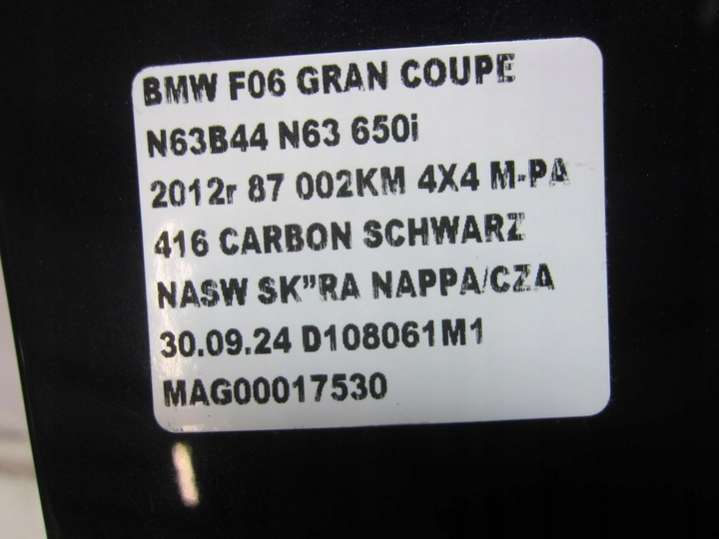 BMW F06 GRAN COUPE
N63B44 N63 650i
2012r 87 002KM 4X4 M-PA
416 CARBON SCHWARZ
NASW SK"RA NAPPA/CZA
30.09.24 D108061M1
MAG00017530